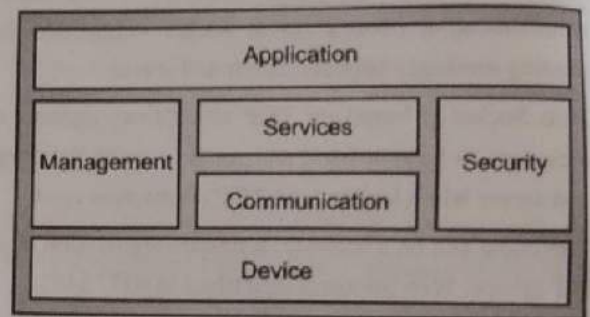 Application
Management
Services
Communication
Security
Device